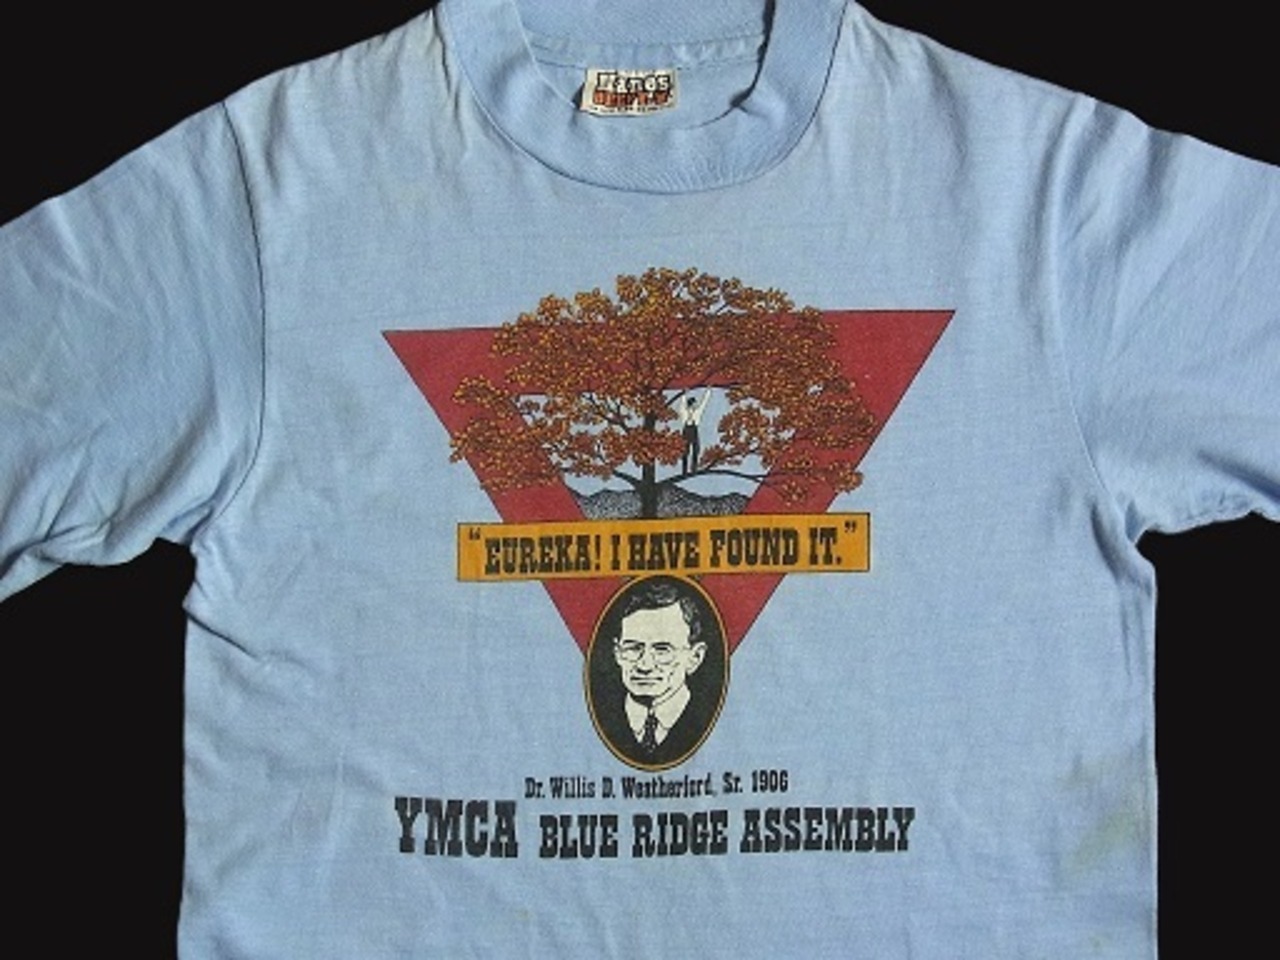 Hanes
"EUREKA! I HAVE FOUND IT."
Dr. Willis D. Weatherford, Sr. 1906
YMCA BLUE RIDGE ASSEMBLY